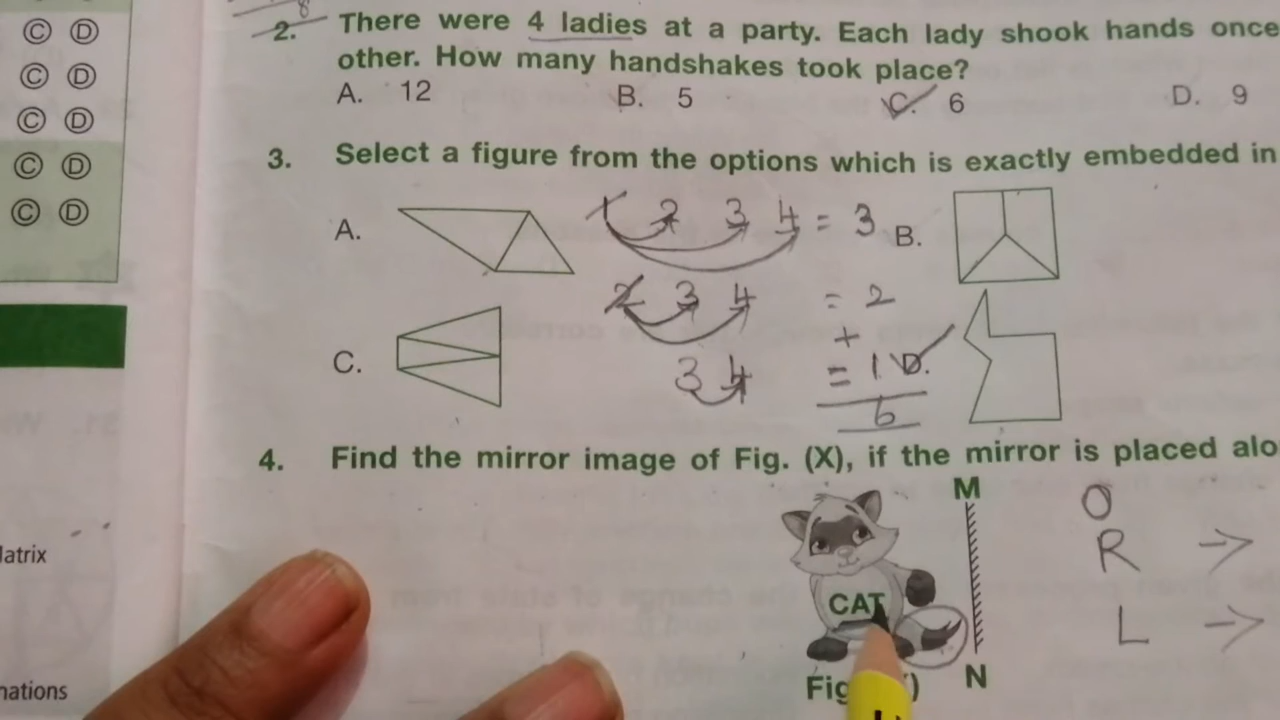 C D
C D
C D
C D
C D
8
2. There were 4 ladies at a party. Each lady shook hands once
other. How many handshakes took place?
A. 12 B. 5 C. 6 D. 9
3. Select a figure from the options which is exactly embedded in
A. 1 2 3 4 = 3 B.
2 3 4 = 2
+
C. 3 4 = 1 D.
6
4. Find the mirror image of Fig. (X), if the mirror is placed alo
M O
R →
CAT
L →
Fig ) N
latrix
nations